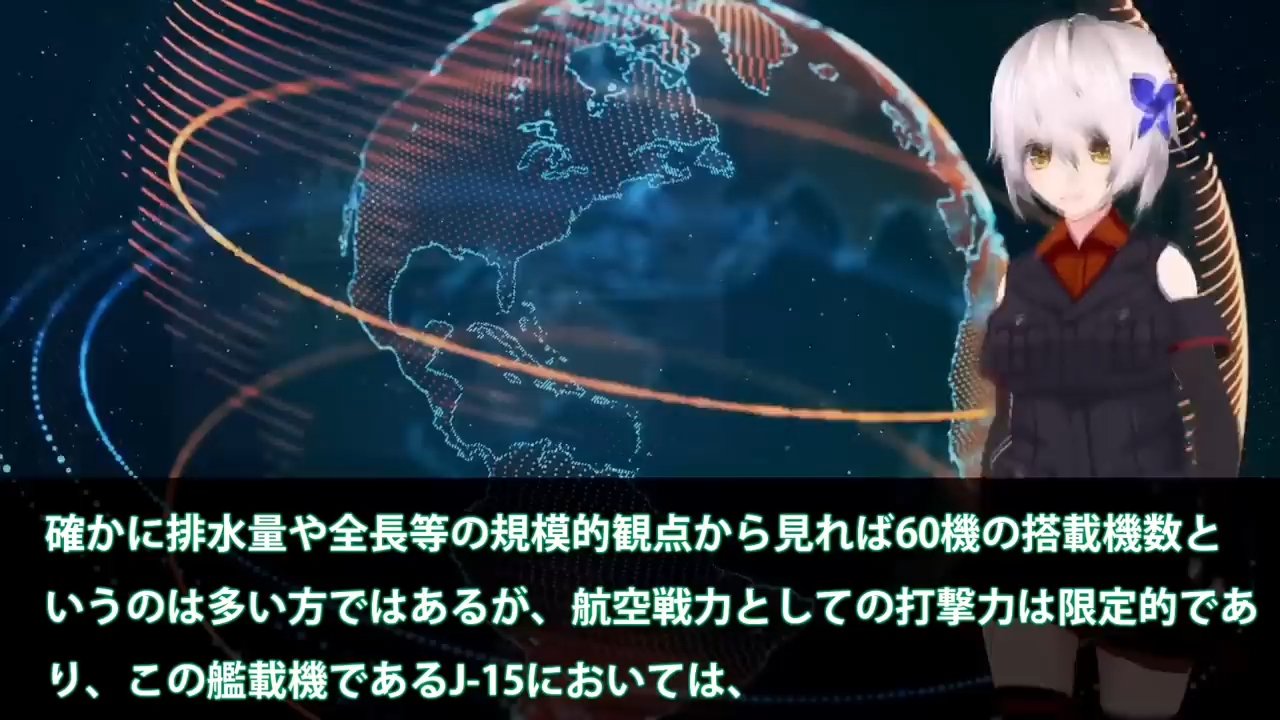 確かに排水量や全長等の規模的観点から見れば60機の搭載機数と
いうのは多い方ではあるが、航空戦力としての打撃力は限定的であ
り、この艦載機であるJ-15においては、